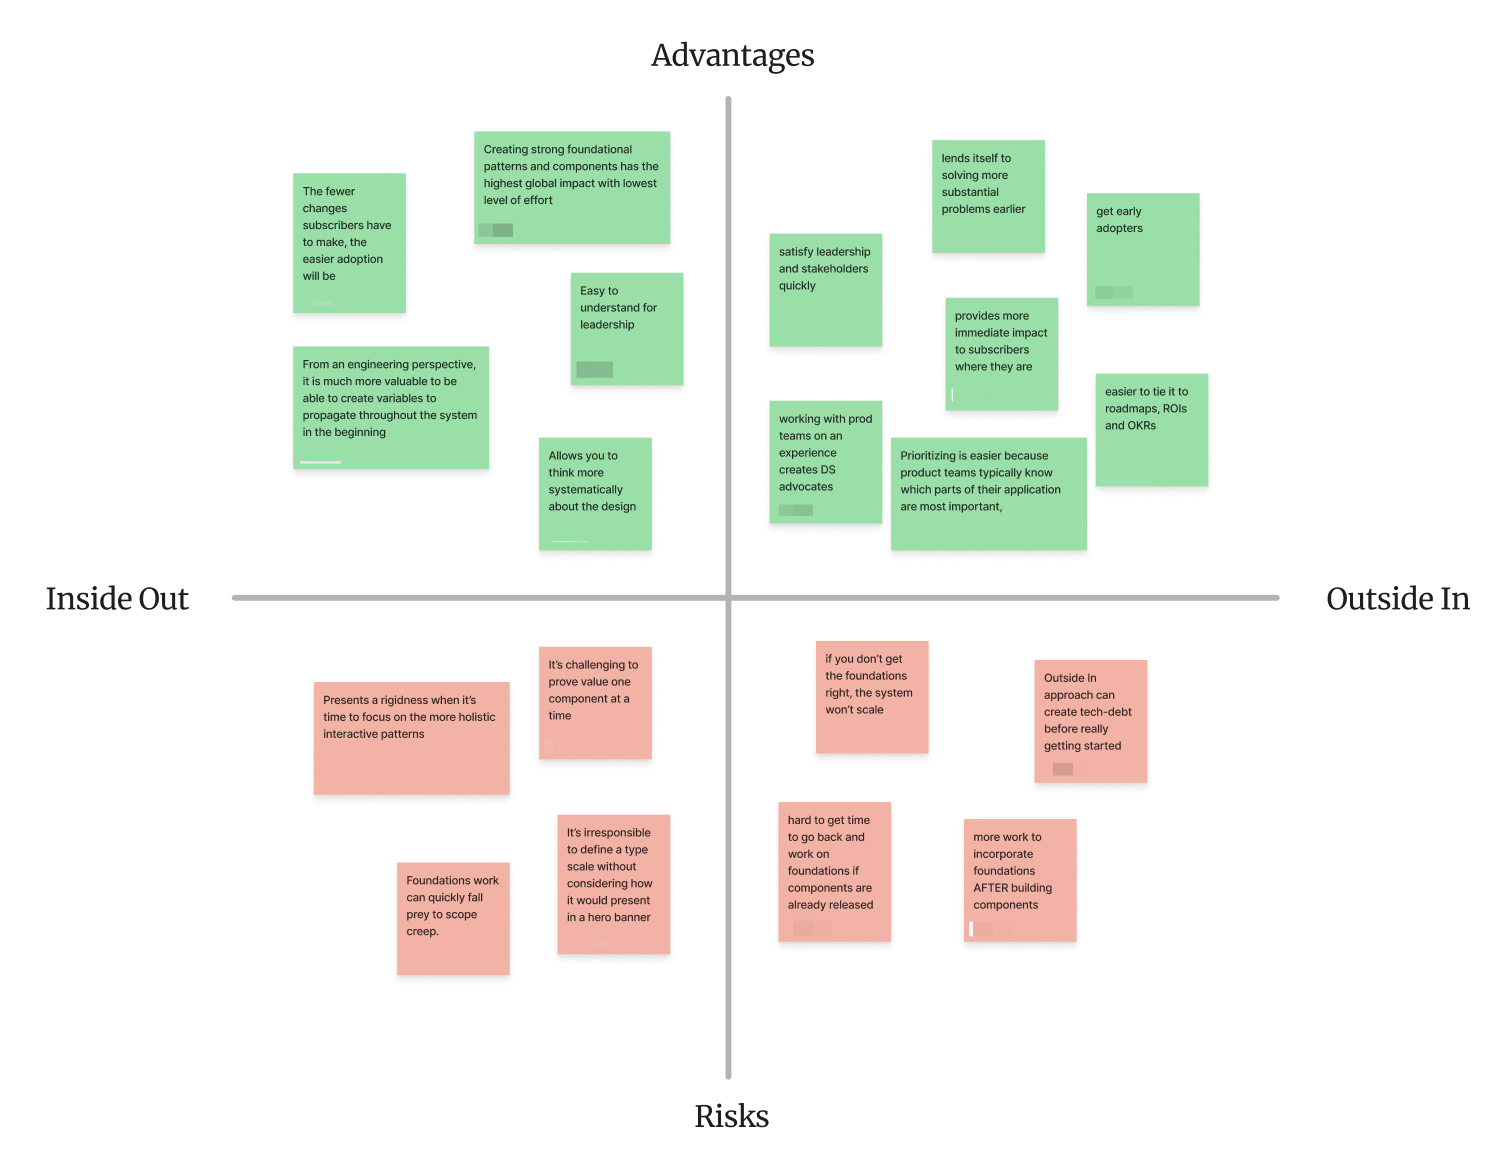 Advantages
Creating strong foundational
patterns and components has the
highest global impact with lowest
level of effort
The fewer
changes
subscribers have
to make, the
easier adoption
will be
Easy to
understand for
leadership
From an engineering perspective,
it is much more valuable to be
able to create variables to
propagate throughout the system
in the beginning
Allows you to
think more
systematically
about the design
lends itself to
solving more
substantial
problems earlier
get early
adopters
satisfy leadership
and stakeholders
quickly
provides more
immediate impact
to subscribers
where they are
easier to tie it to
roadmaps, ROIs
and OKRs
working with prod
teams on an
experience
creates DS
advocates
Prioritizing is easier because
product teams typically know
which parts of their application
are most important,
Inside Out
Outside In
It’s challenging to
prove value one
component at a
time
Presents a rigidness when it’s
time to focus on the more holistic
interactive patterns
It’s irresponsible
to define a type
scale without
considering how
it would present
in a hero banner
Foundations work
can quickly fall
prey to scope
creep.
if you don’t get
the foundations
right, the system
won’t scale
Outside In
approach can
create tech-debt
before really
getting started
hard to get time
to go back and
work on
foundations if
components are
already released
more work to
incorporate
foundations
AFTER building
components
Risks